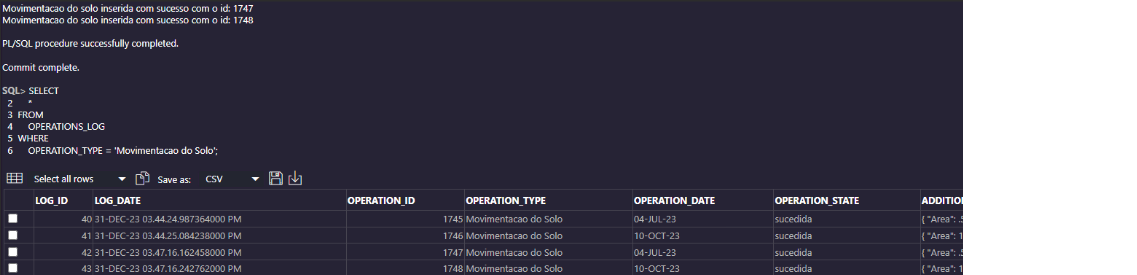 Movimentacao do solo inserida com sucesso com o id: 1747
Movimentacao do solo inserida com sucesso com o id: 1748
PL/SQL procedure successfully completed.
Commit complete.
SQL> SELECT
2 *
3 FROM
4 OPERATIONS_LOG
5 WHERE
6 OPERATION_TYPE = 'Movimentacao do Solo';
Select all rows Save as: CSV
LOG_ID LOG_DATE OPERATION_ID OPERATION_TYPE OPERATION_DATE OPERATION_STATE ADDITION
40 31-DEC-23 03.44.24.987364000 PM 1745 Movimentacao do Solo 04-JUL-23 sucedida { "Area": .5
41 31-DEC-23 03.44.25.084238000 PM 1746 Movimentacao do Solo 10-OCT-23 sucedida { "Area": 1
42 31-DEC-23 03.47.16.162458000 PM 1747 Movimentacao do Solo 04-JUL-23 sucedida { "Area": .5
43 31-DEC-23 03.47.16.242762000 PM 1748 Movimentacao do Solo 10-OCT-23 sucedida { "Area": 1